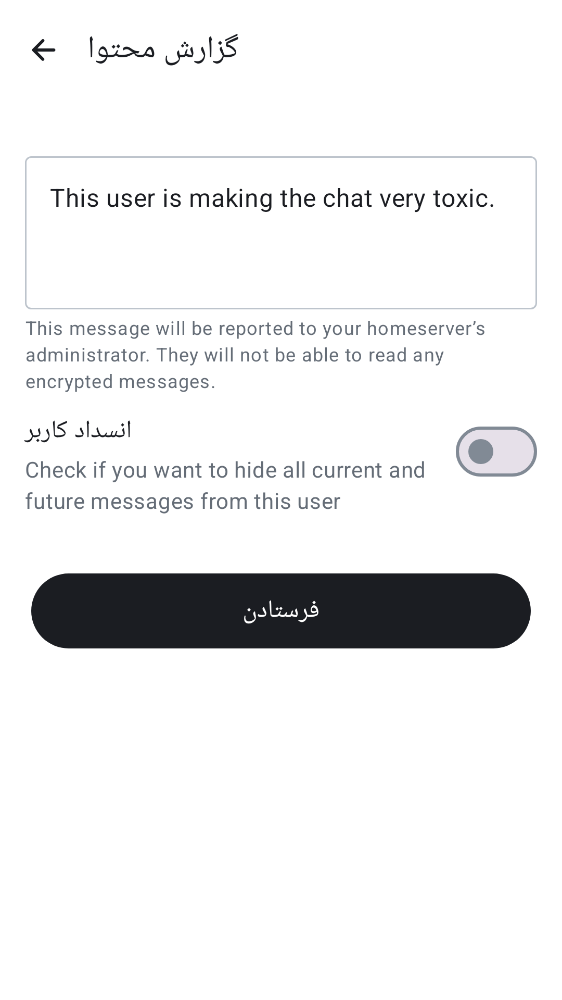 گزارش محتوا
This user is making the chat very toxic.
This message will be reported to your homeserver’s
administrator. They will not be able to read any
encrypted messages.
انسداد کاربر
Check if you want to hide all current and
future messages from this user
فرستادن